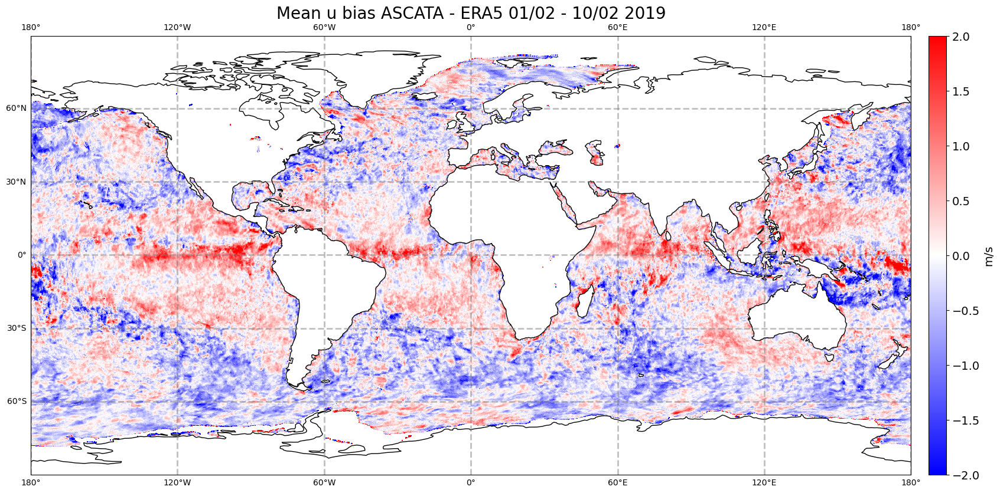 Mean u bias ASCATA - ERA5 01/02 - 10/02 2019
180° 120°W 60°W 0° 60°E 120°E 180°
60°N
30°N
0°
30°S
60°S
180° 120°W 60°W 0° 60°E 120°E 180°
2.0
1.5
1.0
0.5
0.0
−0.5
−1.0
−1.5
−2.0
m/s